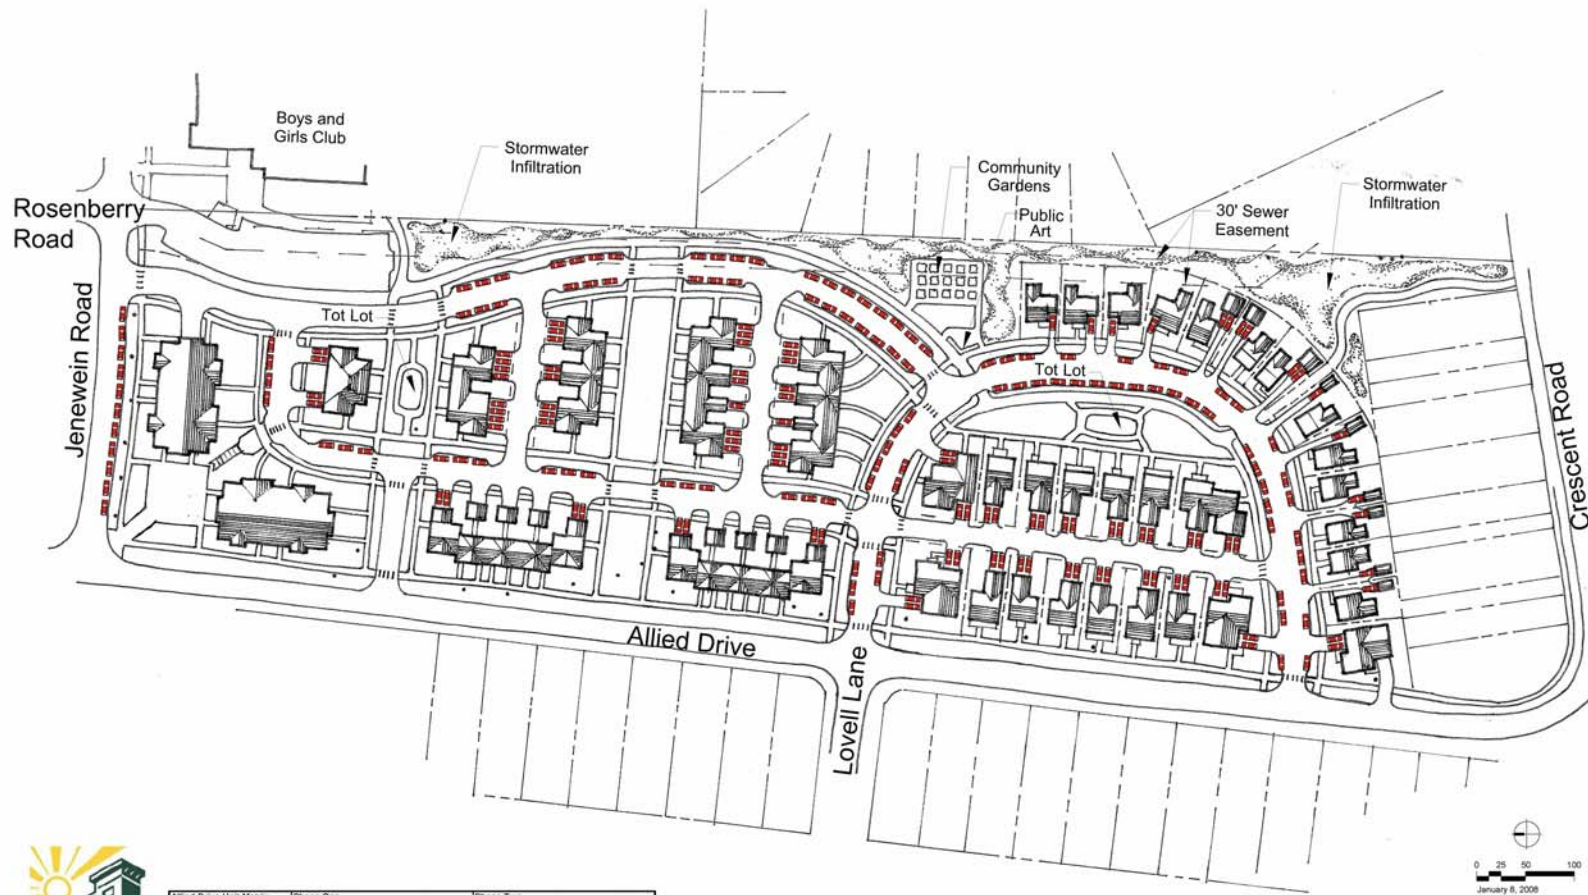 Boys and
Girls Club
Stormwater
Infiltration
Community
Gardens
Public
Art
30' Sewer
Easement
Stormwater
Infiltration
Rosenberry
Road
Jenewein Road
Tot Lot
Tot Lot
Crescent Road
Allied Drive
Lovell Lane
0 25 50 100
January 8, 2008